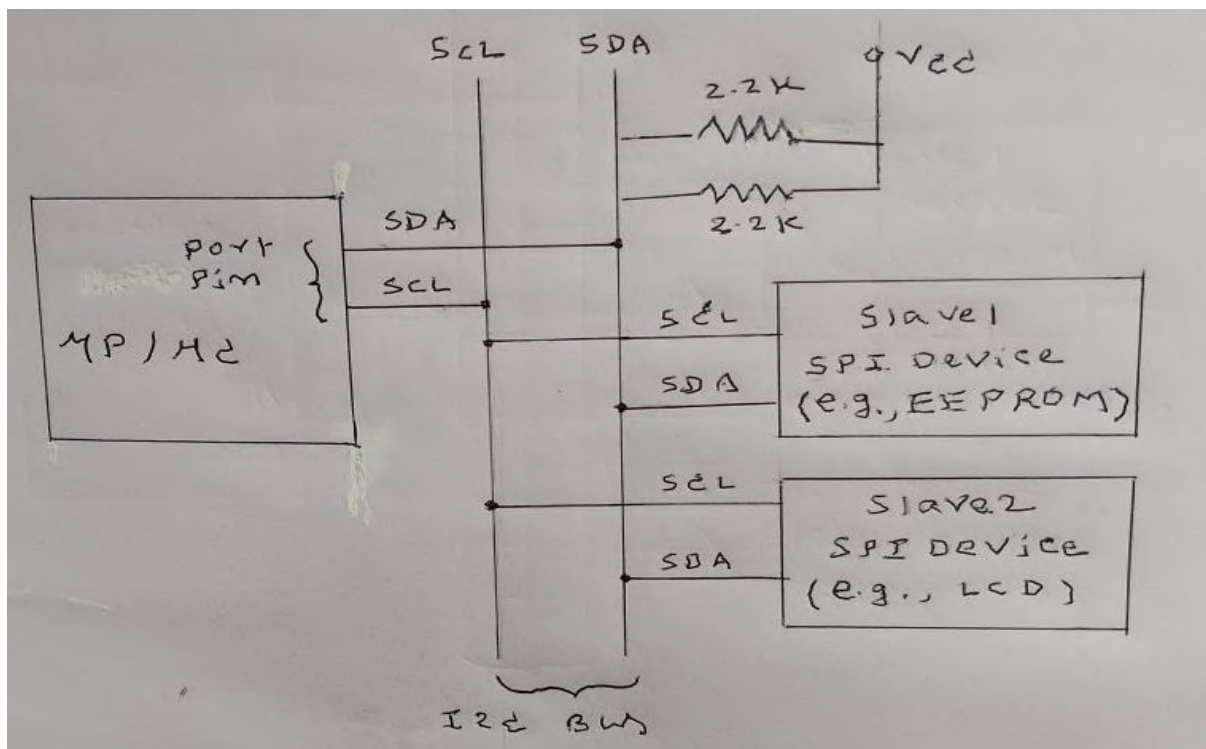 SCL SDA
Vcc
2.2K
2.2K
SDA
Port
Pin
SCL
MP/MC
SCL
Slave1
SPI Device
SDA
(e.g., EEPROM)
SCL
Slave2
SPI Device
SDA
(e.g., LCD)
I2C BUS